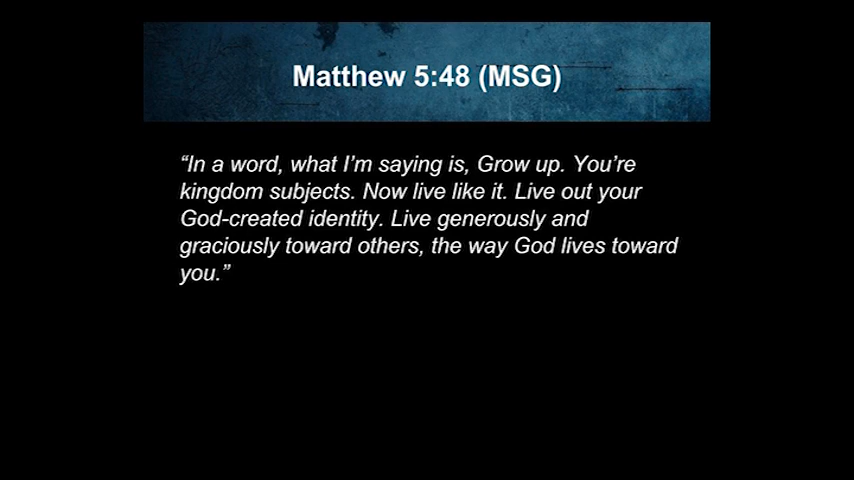 Matthew 5:48 (MSG)
“In a word, what I’m saying is, Grow up. You’re
kingdom subjects. Now live like it. Live out your
God-created identity. Live generously and
graciously toward others, the way God lives toward
you.”